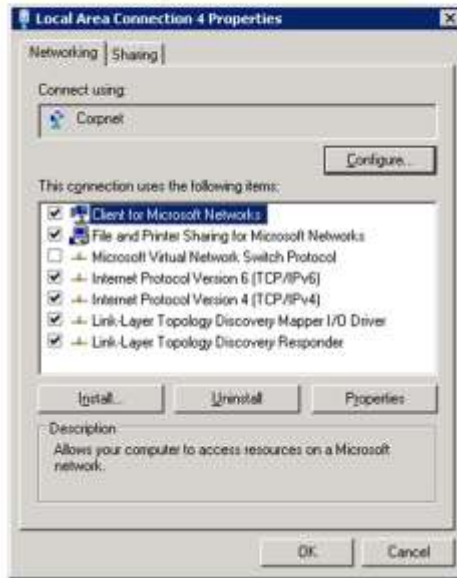 Local Area Connection 4 Properties
Networking Sharing
Connect using:
Corpnet
Configure...
This connection uses the following items:
Client for Microsoft Networks
File and Printer Sharing for Microsoft Networks
Microsoft Virtual Network Switch Protocol
Internet Protocol Version 6 (TCP/IPv6)
Internet Protocol Version 4 (TCP/IPv4)
Link-Layer Topology Discovery Mapper I/O Driver
Link-Layer Topology Discovery Responder
Install... Uninstall Properties
Description
Allows your computer to access resources on a Microsoft
network.
OK Cancel